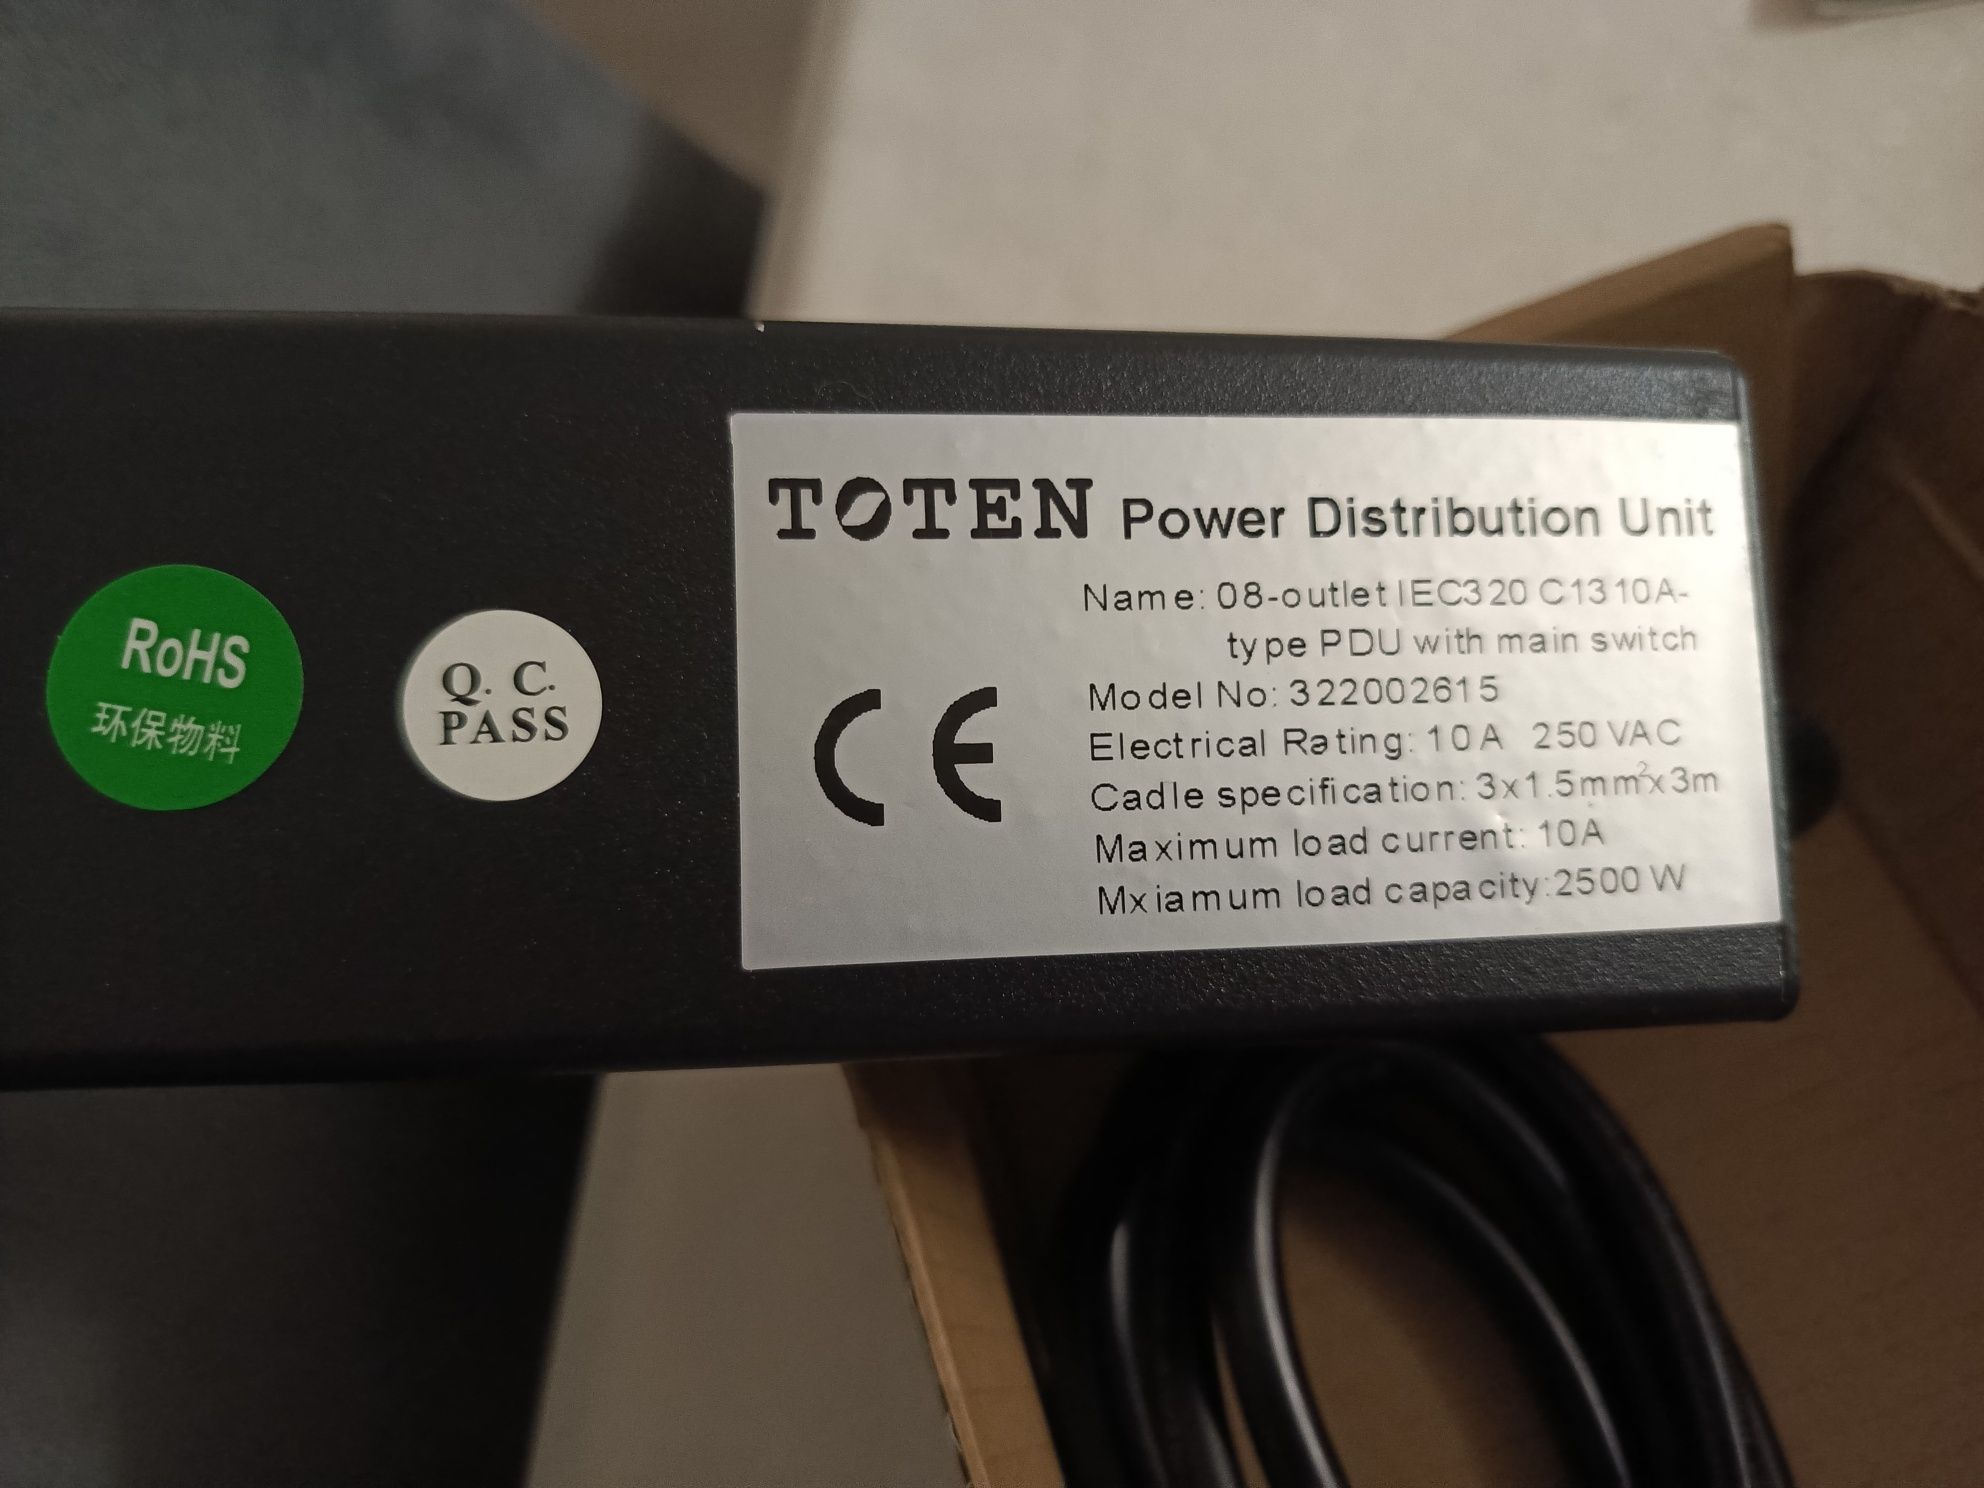 TOTEN Power Distribution Unit
Name: 08-outlet IEC320 C1310A-
type PDU with main switch
Model No: 322002615
Electrical Rating: 10A 250 VAC
Cadle specification: 3x1.5mm²x3m
Maximum load current: 10A
Mxiamum load capacity:2500 W
CE
RoHS
环保物料
Q. C.
PASS